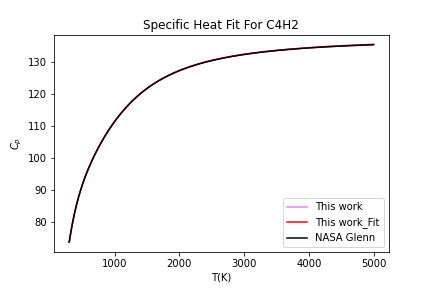 Specific Heat Fit For C4H2
130
120
110
100
90
80
C_p
1000
2000
3000
4000
5000
T(K)
This work
This work_Fit
NASA Glenn